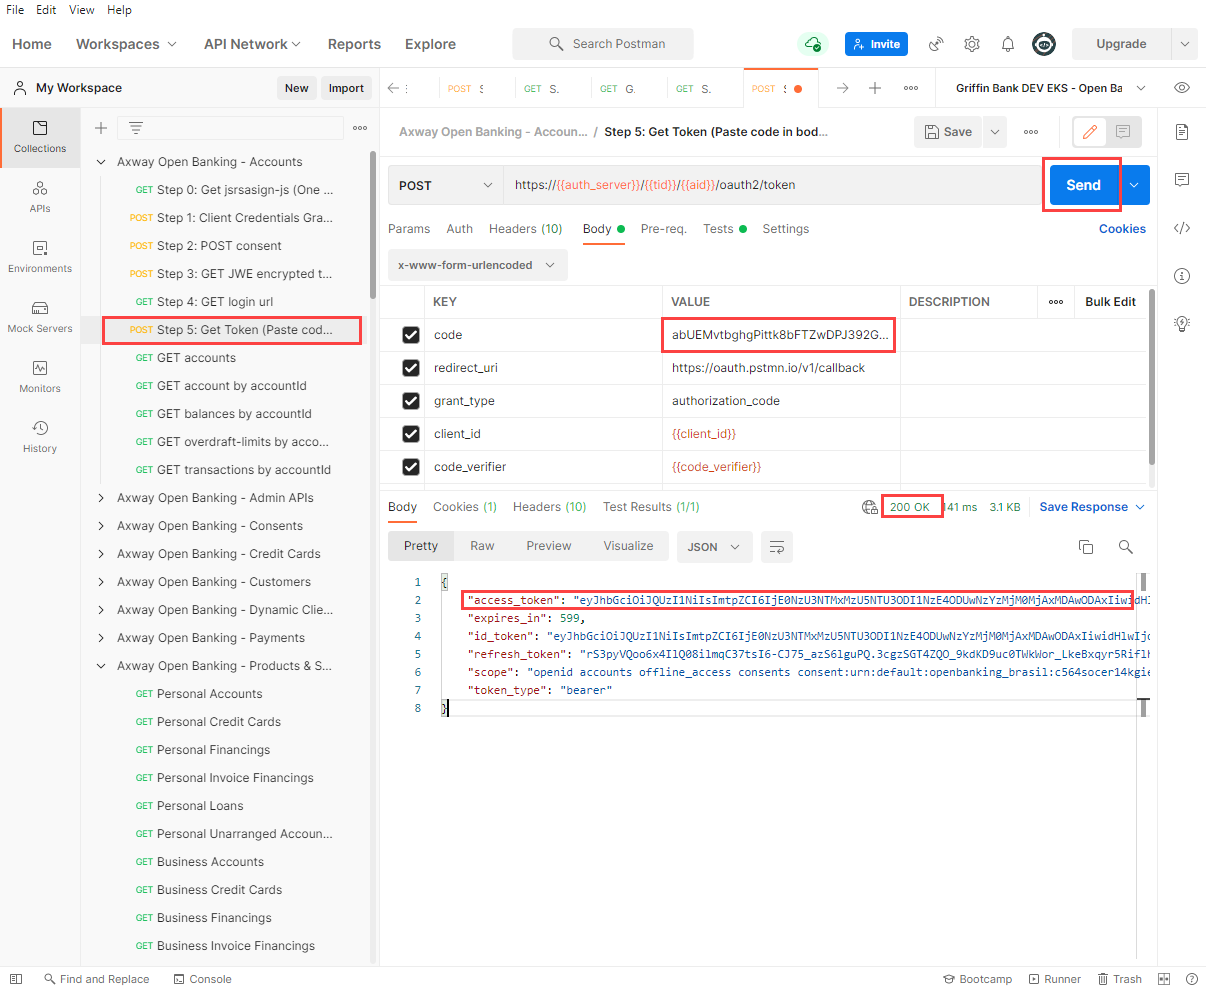 File Edit View Help
Home Workspaces API Network Reports Explore Search Postman Invite Upgrade
My Workspace New Import POST GET S. GET G. GET S. POST Griffin Bank DEV EKS - Open Ba
Collections
APIs
Environments
Mock Servers
Monitors
History
Axway Open Banking - Accounts
GET Step 0: Get jsrsasign-js (One ...
POST Step 1: Client Credentials Gra...
POST Step 2: POST consent
POST Step 3: GET JWE encrypted t...
GET Step 4: GET login url
POST Step 5: Get Token (Paste cod...
GET GET accounts
GET GET account by accountId
GET GET balances by accountId
GET GET overdraft-limits by acco...
GET GET transactions by accountId
Axway Open Banking - Admin APIs
Axway Open Banking - Consents
Axway Open Banking - Credit Cards
Axway Open Banking - Customers
Axway Open Banking - Dynamic Clie...
Axway Open Banking - Payments
Axway Open Banking - Products & S...
GET Personal Accounts
GET Personal Credit Cards
GET Personal Financings
GET Personal Invoice Financings
GET Personal Loans
GET Personal Unarranged Accoun...
GET Business Accounts
GET Business Credit Cards
GET Business Financings
GET Business Invoice Financings
Axway Open Banking - Accoun... / Step 5: Get Token (Paste code in bod... Save
POST https://{{auth_server}}/{{tid}}/{{aid}}/oauth2/token Send
Params Auth Headers (10) Body Pre-req. Tests Settings Cookies
x-www-form-urlencoded
KEY VALUE DESCRIPTION Bulk Edit
code abUEMvtbghgPittk8bFTZwDPJ392G...
redirect_uri https://oauth.pstmn.io/v1/callback
grant_type authorization_code
client_id {{client_id}}
code_verifier {{code_verifier}}
Body Cookies (1) Headers (10) Test Results (1/1) 200 OK 141 ms 3.1 KB Save Response
Pretty Raw Preview Visualize JSON
1 {
2 "access_token": "eyJhbGciOiJQUzI1NiIsImtpZCI6IjE0NzU3NTMxMzU5NTU3ODI1NzE4ODUwNzYzMjM0MjAxMDAwODAxIiwidHl
3 "expires_in": 599,
4 "id_token": "eyJhbGciOiJQUzI1NiIsImtpZCI6IjE0NzU3NTMxMzU5NTU3ODI1NzE4ODUwNzYzMjM0MjAxMDAwODAxIiwidHlwIjo
5 "refresh_token": "rS3pyVQoo6x4IlQ08ilmqC37tsI6-CJ75_azS6lguPQ.3cgzSGT4ZQO_9kdKD9uc0TWkWor_LkeBxqyr5Riflh
6 "scope": "openid accounts offline_access consents consent:urn:default:openbanking_brasil:c564socer14kgie
7 "token_type": "bearer"
8 }
Find and Replace Console Bootcamp Runner Trash